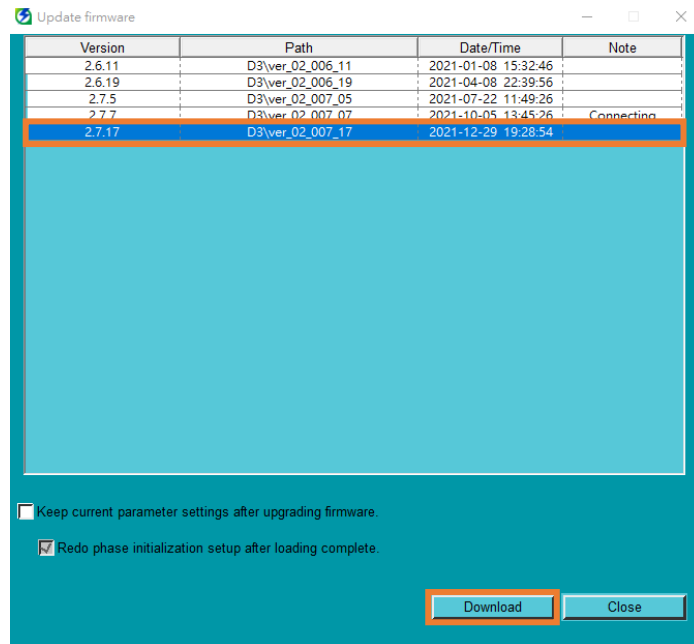 Update firmware
Version Path Date/Time Note
2.6.11 D3\ver_02_006_11 2021-01-08 15:32:46
2.6.19 D3\ver_02_006_19 2021-04-08 22:39:56
2.7.5 D3\ver_02_007_05 2021-07-22 11:49:26
2.7.7 D3\ver_02_007_07 2021-10-05 13:45:26 Connecting
2.7.17 D3\ver_02_007_17 2021-12-29 19:28:54
Keep current parameter settings after upgrading firmware.
Redo phase initialization setup after loading complete.
Download Close